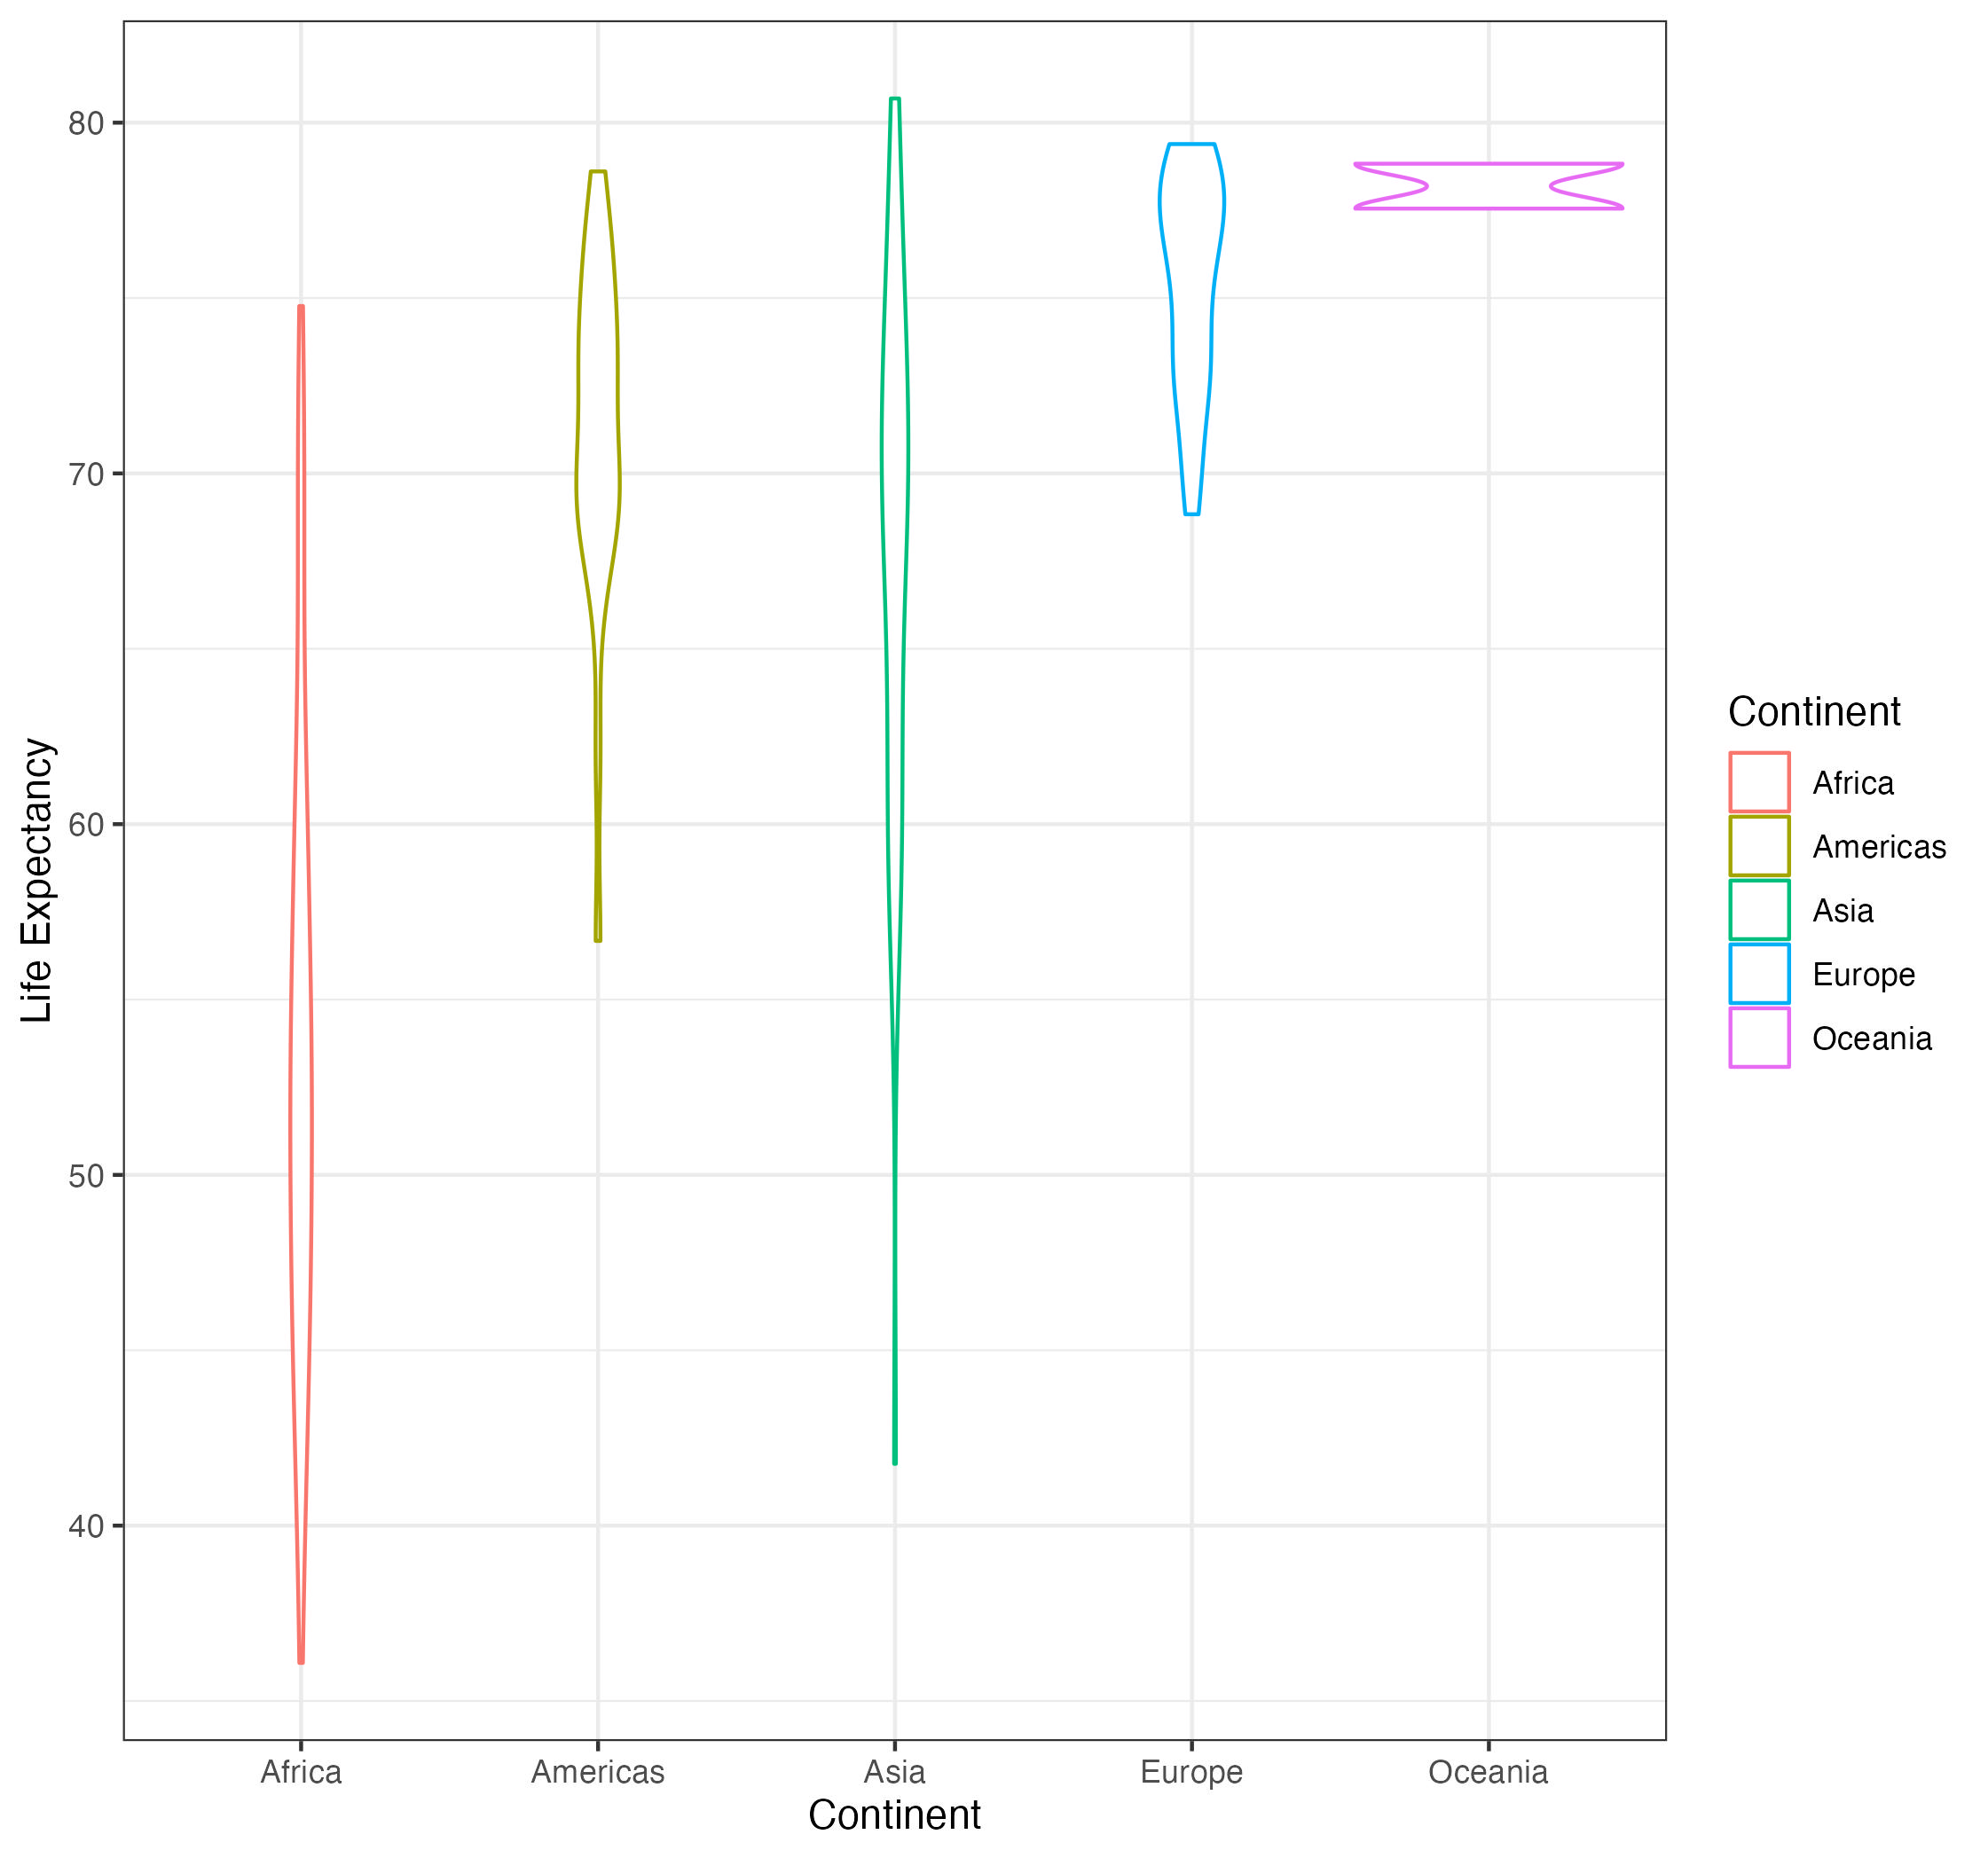 80
70
60
50
40
Life Expectancy
Africa
Americas
Asia
Europe
Oceania
Continent
Continent
Africa
Americas
Asia
Europe
Oceania